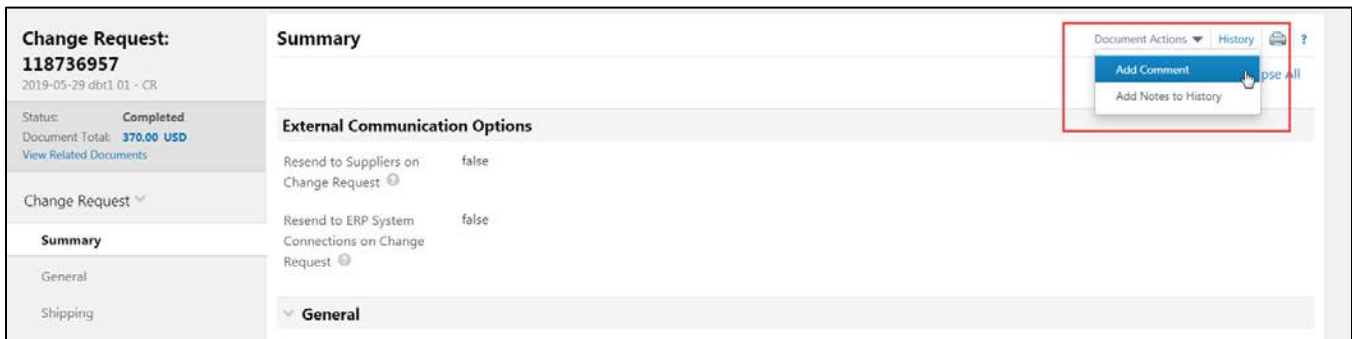 Change Request:
118736957
2019-05-29 dbt1 01 - CR
Status: Completed
Document Total: 370.00 USD
View Related Documents
Change Request
Summary
General
Shipping
Summary
Document Actions History ?
Add Comment
pse All
Add Notes to History
External Communication Options
Resend to Suppliers on false
Change Request ?
Resend to ERP System false
Connections on Change
Request ?
General